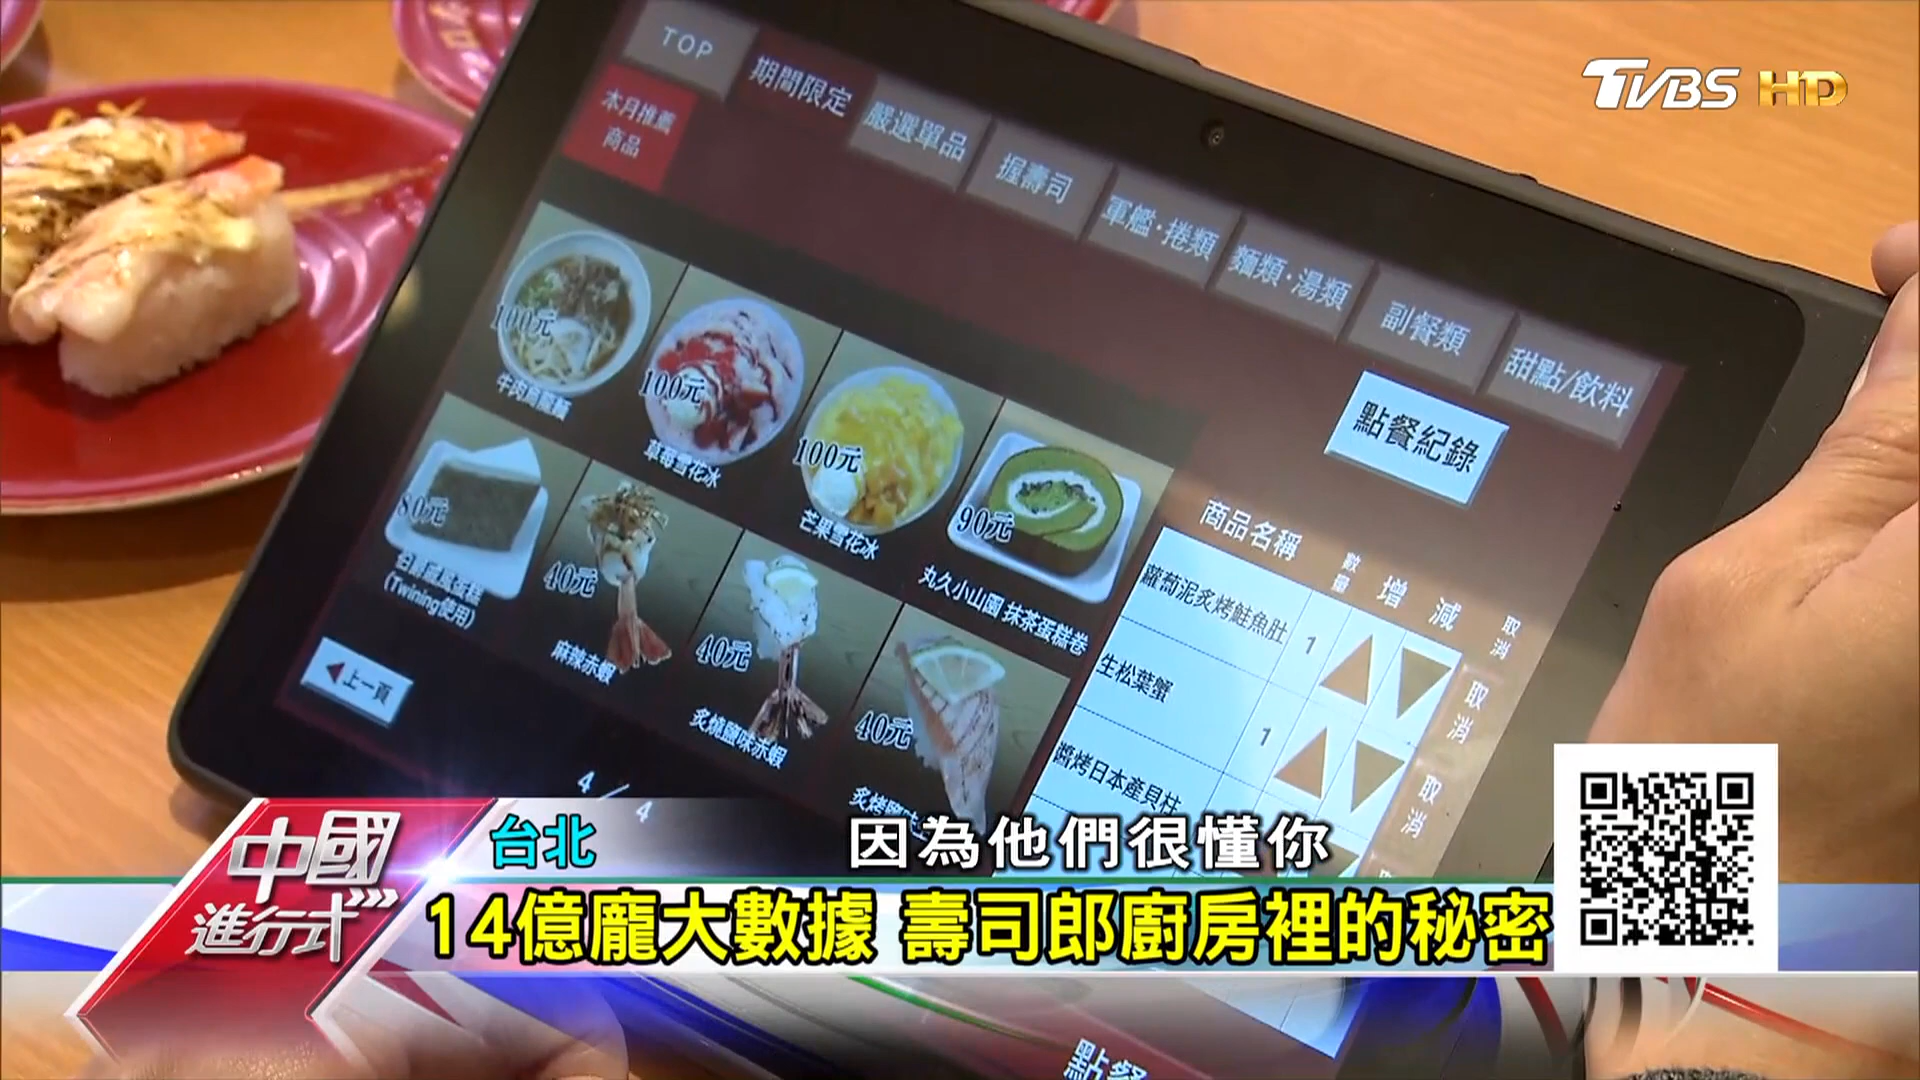 TVBS HD
TOP
期間限定
嚴選單品
握壽司
軍艦·捲類
麵類·湯類
副餐類
甜點/飲料
本月推薦
商品
點餐紀錄
100元
100元
草莓雪花冰
100元
芒果雪花冰
90元
丸久小山園 抹茶蛋糕卷
80元
(Twining使用)
40元
麻辣赤蝦
40元
炙燒鹽味赤蝦
40元
商品名稱
數量
增
減
取消
蘿蔔泥炙烤鮭魚肚
1
取消
生松葉蟹
1
取消
醬烤日本產貝柱
上一頁
4/4
台北
因為他們很懂你
中國進行式
14億龐大數據 壽司郎廚房裡的秘密
點餐